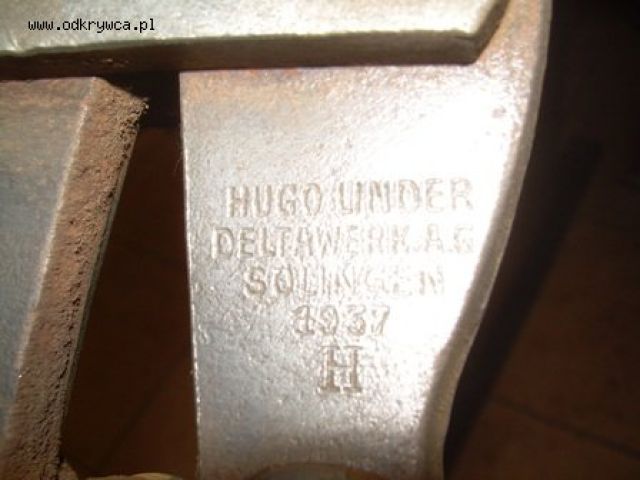 www.odkrywca.pl
HUGO LINDER
DELTAWERK.A.G
SOLINGEN
1937
H